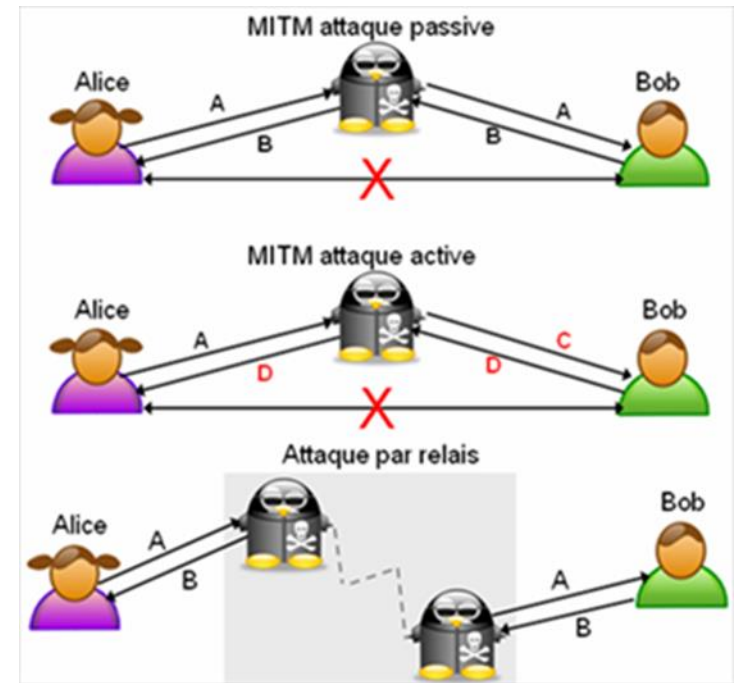 MITM attaque passive
Alice
Bob
A
A
B
B
X
MITM attaque active
Alice
Bob
A
C
D
D
X
Attaque par relais
Alice
Bob
A
B
A
B